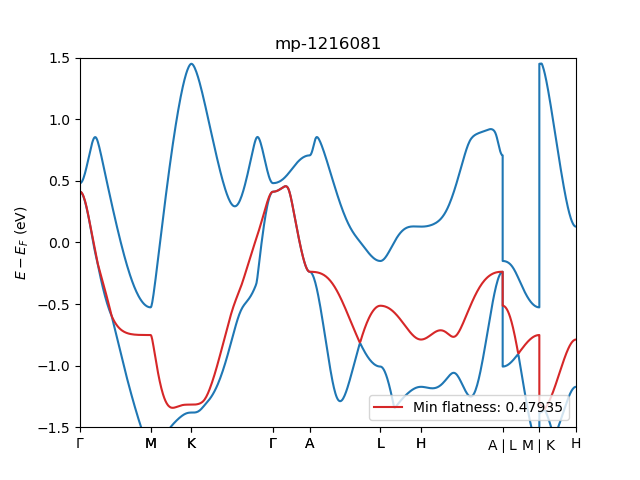 mp-1216081
E − E_F (eV)
1.5
1.0
0.5
0.0
−0.5
−1.0
−1.5
Min flatness: 0.47935
Γ M K Γ A L H A | L M | K H